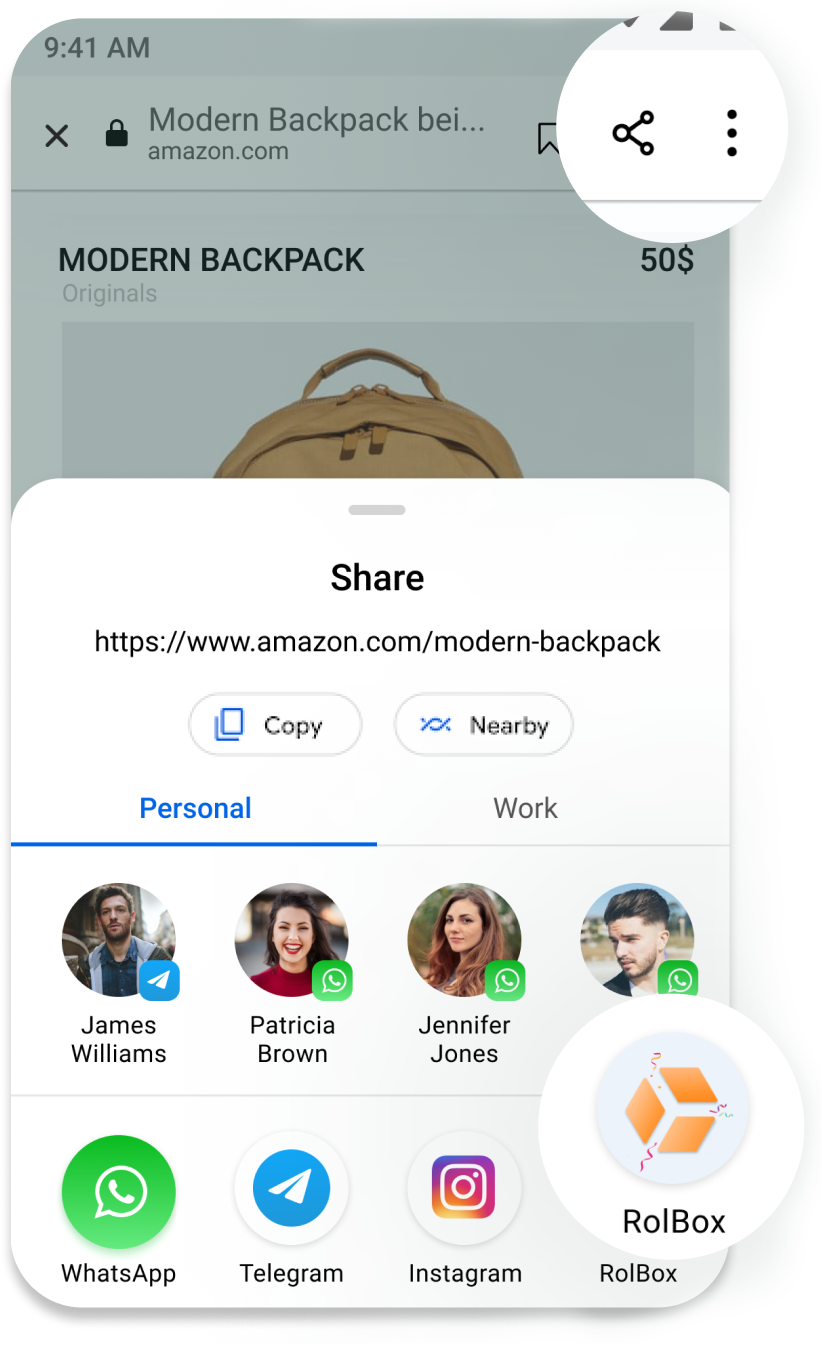 9:41 AM
Modern Backpack bei...
amazon.com
MODERN BACKPACK
50$
Originals
Share
https://www.amazon.com/modern-backpack
Copy
Nearby
Personal
Work
James
Williams
Patricia
Brown
Jennifer
Jones
RolBox
WhatsApp
Telegram
Instagram
RolBox